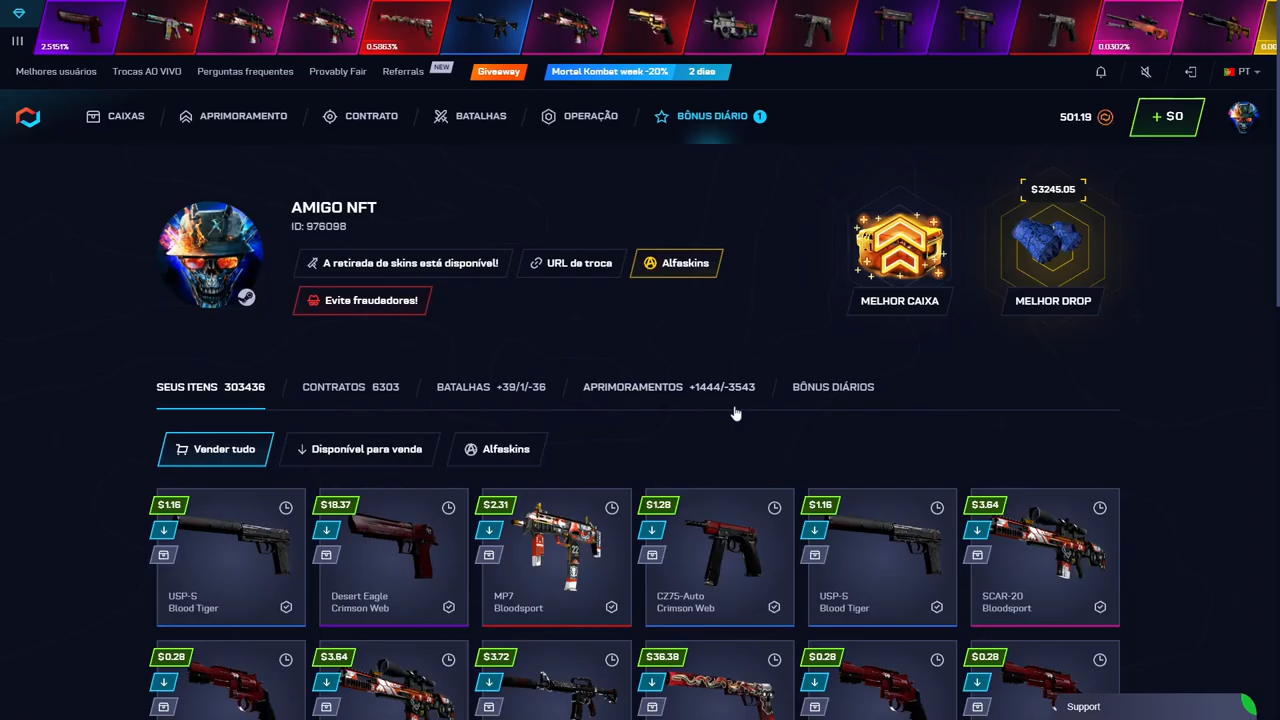 2.5151%
0.5863%
0.0302%
0.00
Melhores usuários
Trocas AO VIVO
Perguntas frequentes
Provably Fair
Referrals
NEW
Giveaway
Mortal Kombat week -20%
2 dias
PT
CAIXAS
APRIMORAMENTO
CONTRATO
BATALHAS
OPERAÇÃO
BÔNUS DIÁRIO 1
501.19
+ $0
AMIGO NFT
ID: 976098
A retirada de skins está disponível!
URL de troca
Alfaskins
Evite fraudadores!
MELHOR CAIXA
$3245.05
MELHOR DROP
SEUS ITENS 303436
CONTRATOS 6303
BATALHAS +39/1/-36
APRIMORAMENTOS +1444/-3543
BÔNUS DIÁRIOS
Vender tudo
Disponível para venda
Alfaskins
$1.16
USP-S
Blood Tiger
$18.37
Desert Eagle
Crimson Web
$2.31
MP7
Bloodsport
$1.28
CZ75-Auto
Crimson Web
$1.16
USP-S
Blood Tiger
$3.64
SCAR-20
Bloodsport
$0.28
$3.64
$3.72
$36.38
$0.28
$0.28
Support